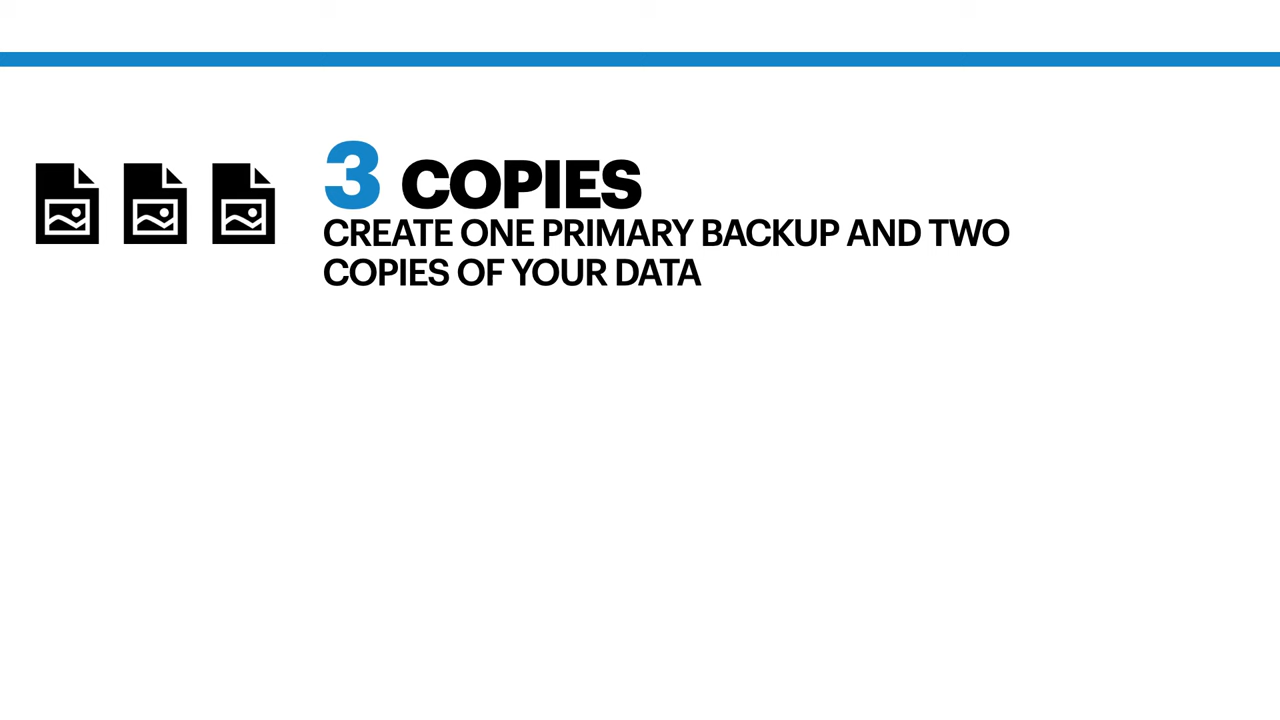 3 COPIES
CREATE ONE PRIMARY BACKUP AND TWO
COPIES OF YOUR DATA